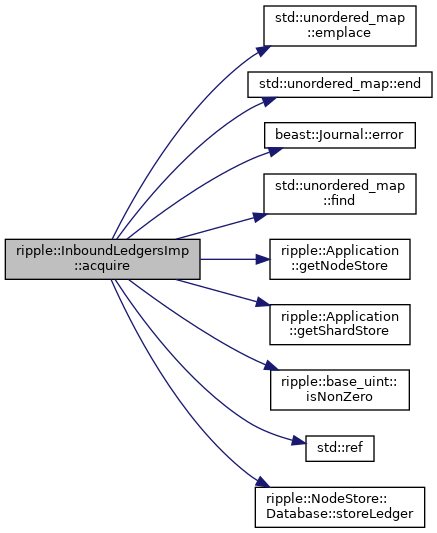 std::unordered_map
::emplace
std::unordered_map::end
beast::Journal::error
std::unordered_map
::find
ripple::InboundLedgersImp
::acquire
ripple::Application
::getNodeStore
ripple::Application
::getShardStore
ripple::base_uint::
isNonZero
std::ref
ripple::NodeStore::
Database::storeLedger